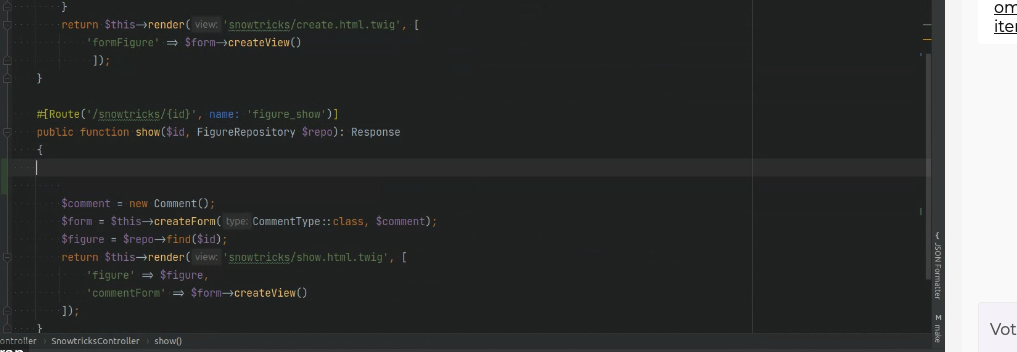 }
return $this->render( view: 'snowtricks/create.html.twig', [
'formFigure' => $form->createView()
]);
}
#[Route('/snowtricks/{id}', name: 'figure_show')]
public function show($id, FigureRepository $repo): Response
{
$comment = new Comment();
$form = $this->createForm( type: CommentType::class, $comment);
$figure = $repo->find($id);
return $this->render( view: 'snowtricks/show.html.twig', [
'figure' => $figure,
'commentForm' => $form->createView()
]);
}
ontroller > SnowtricksController > show()
{ JSON Formatter
M make
om
iter
Vot